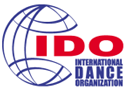 IDO
INTERNATIONAL
DANCE
ORGANIZATION